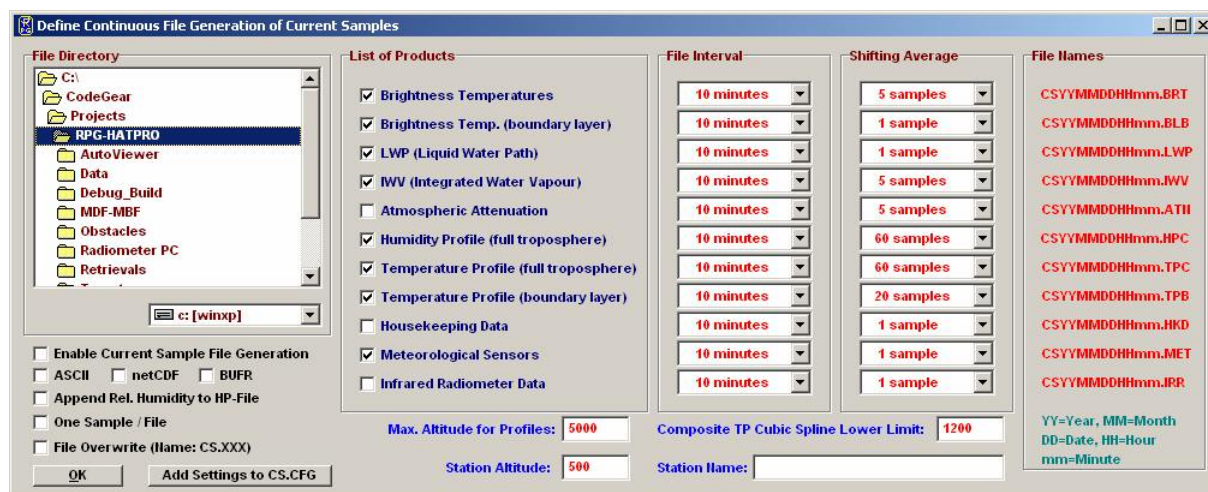 Define Continuous File Generation of Current Samples
File Directory
C:\
CodeGear
Projects
RPG-HATPRO
AutoViewer
Data
Debug_Build
MDF-MBF
Obstacles
Radiometer PC
Retrievals
c: [winxp]
Enable Current Sample File Generation
ASCII netCDF BUFR
Append Rel. Humidity to HP-File
One Sample / File
File Overwrite (Name: CS.XXX)
OK Add Settings to CS.CFG
List of Products File Interval Shifting Average File Names
Brightness Temperatures 10 minutes 5 samples CSYYMMDDHHmm.BRT
Brightness Temp. (boundary layer) 10 minutes 1 sample CSYYMMDDHHmm.BLB
LWP (Liquid Water Path) 10 minutes 1 sample CSYYMMDDHHmm.LWP
IWV (Integrated Water Vapour) 10 minutes 5 samples CSYYMMDDHHmm.IWV
Atmospheric Attenuation 10 minutes 5 samples CSYYMMDDHHmm.ATN
Humidity Profile (full troposphere) 10 minutes 60 samples CSYYMMDDHHmm.HPC
Temperature Profile (full troposphere) 10 minutes 60 samples CSYYMMDDHHmm.TPC
Temperature Profile (boundary layer) 10 minutes 20 samples CSYYMMDDHHmm.TPB
Housekeeping Data 10 minutes 1 sample CSYYMMDDHHmm.HKD
Meteorological Sensors 10 minutes 1 sample CSYYMMDDHHmm.MET
Infrared Radiometer Data 10 minutes 1 sample CSYYMMDDHHmm.IRR
Max. Altitude for Profiles: 5000 Composite TP Cubic Spline Lower Limit: 1200
Station Altitude: 500 Station Name:
YY=Year, MM=Month
DD=Date, HH=Hour
mm=Minute